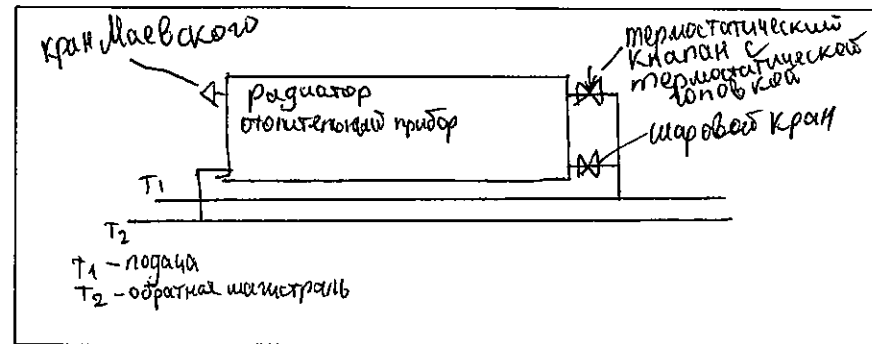 кран Маевского
термостатический
клапан с
термостатической
головкой
радиатор
отопительный прибор
шаровой кран
T1
T2
T1 - подача
T2 - обратная магистраль